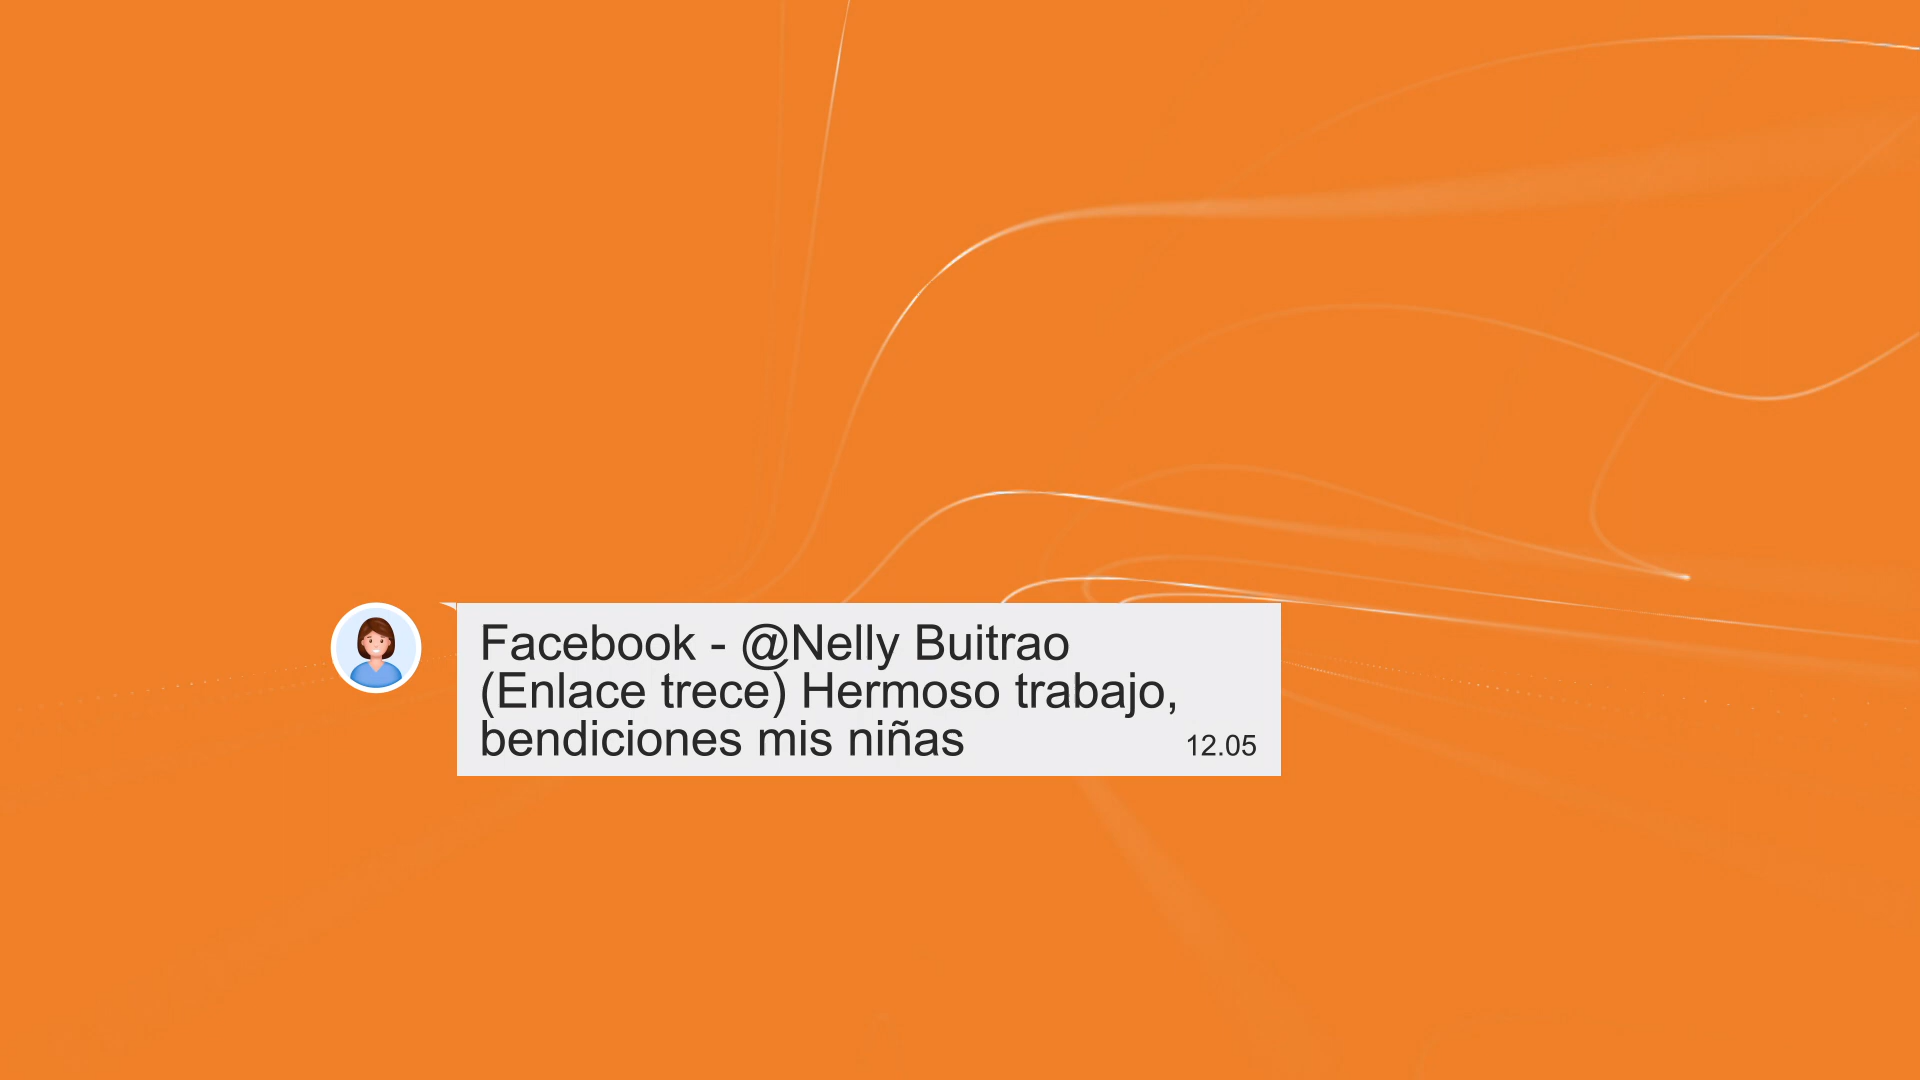 Facebook - @Nelly Buitrao
(Enlace trece) Hermoso trabajo,
bendiciones mis niñas
12.05